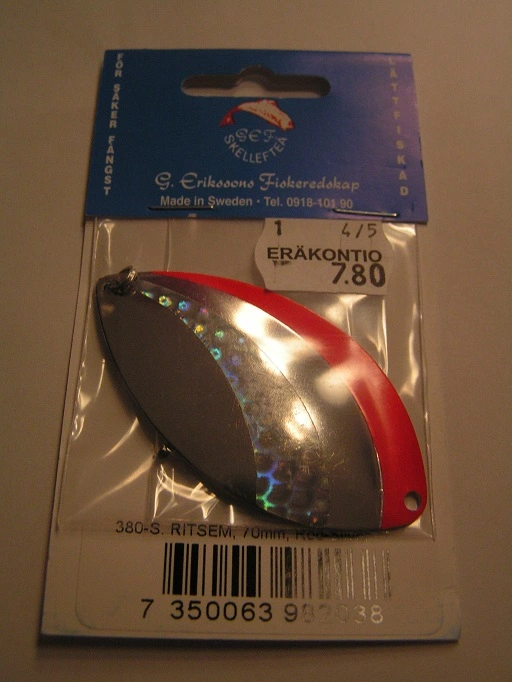 FÖR SÄKER FÅNGST
LÄTTFISKAD
GEF
SKELLEFTEÅ
G. Erikssons Fiskeredskap
Made in Sweden • Tel. 0918-101 90
1 4/5
ERÄKONTIO
7.80
380-S. RITSEM, 70mm,
7 350063